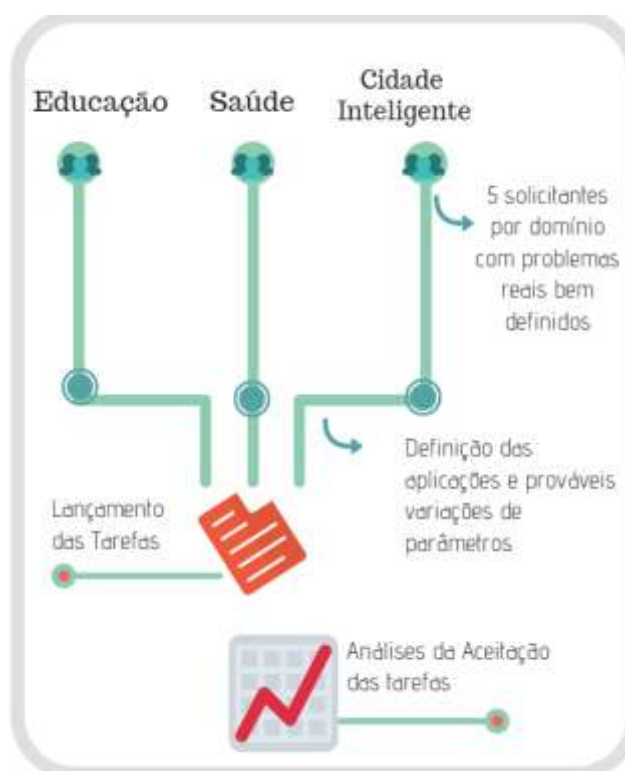 Educação
Saúde
Cidade
Inteligente
5 solicitantes
por domínio
com problemas
reais bem
definidos
Definição das
aplicações e prováveis
variações de
parâmetros
Lançamento
das Tarefas
Análises da Aceitação
das tarefas